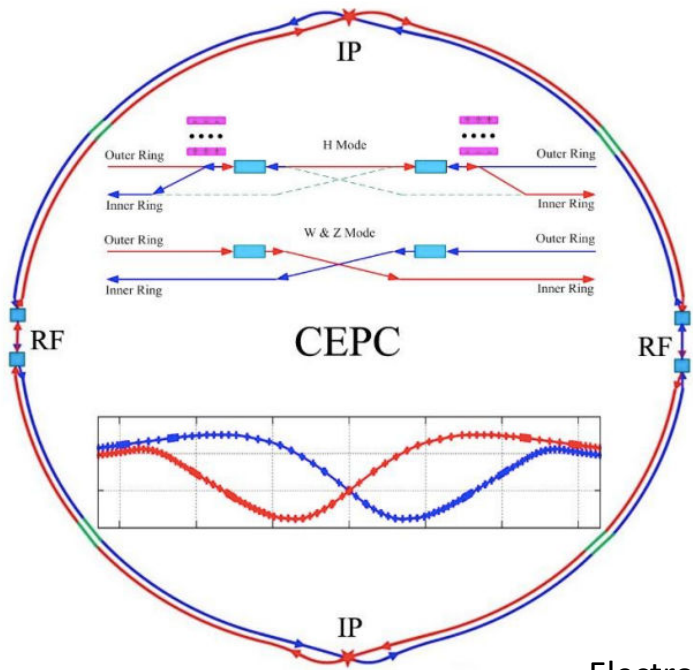 IP
H Mode
Outer Ring
Outer Ring
Inner Ring
Inner Ring
W & Z Mode
Outer Ring
Outer Ring
Inner Ring
Inner Ring
RF
CEPC
RF
IP